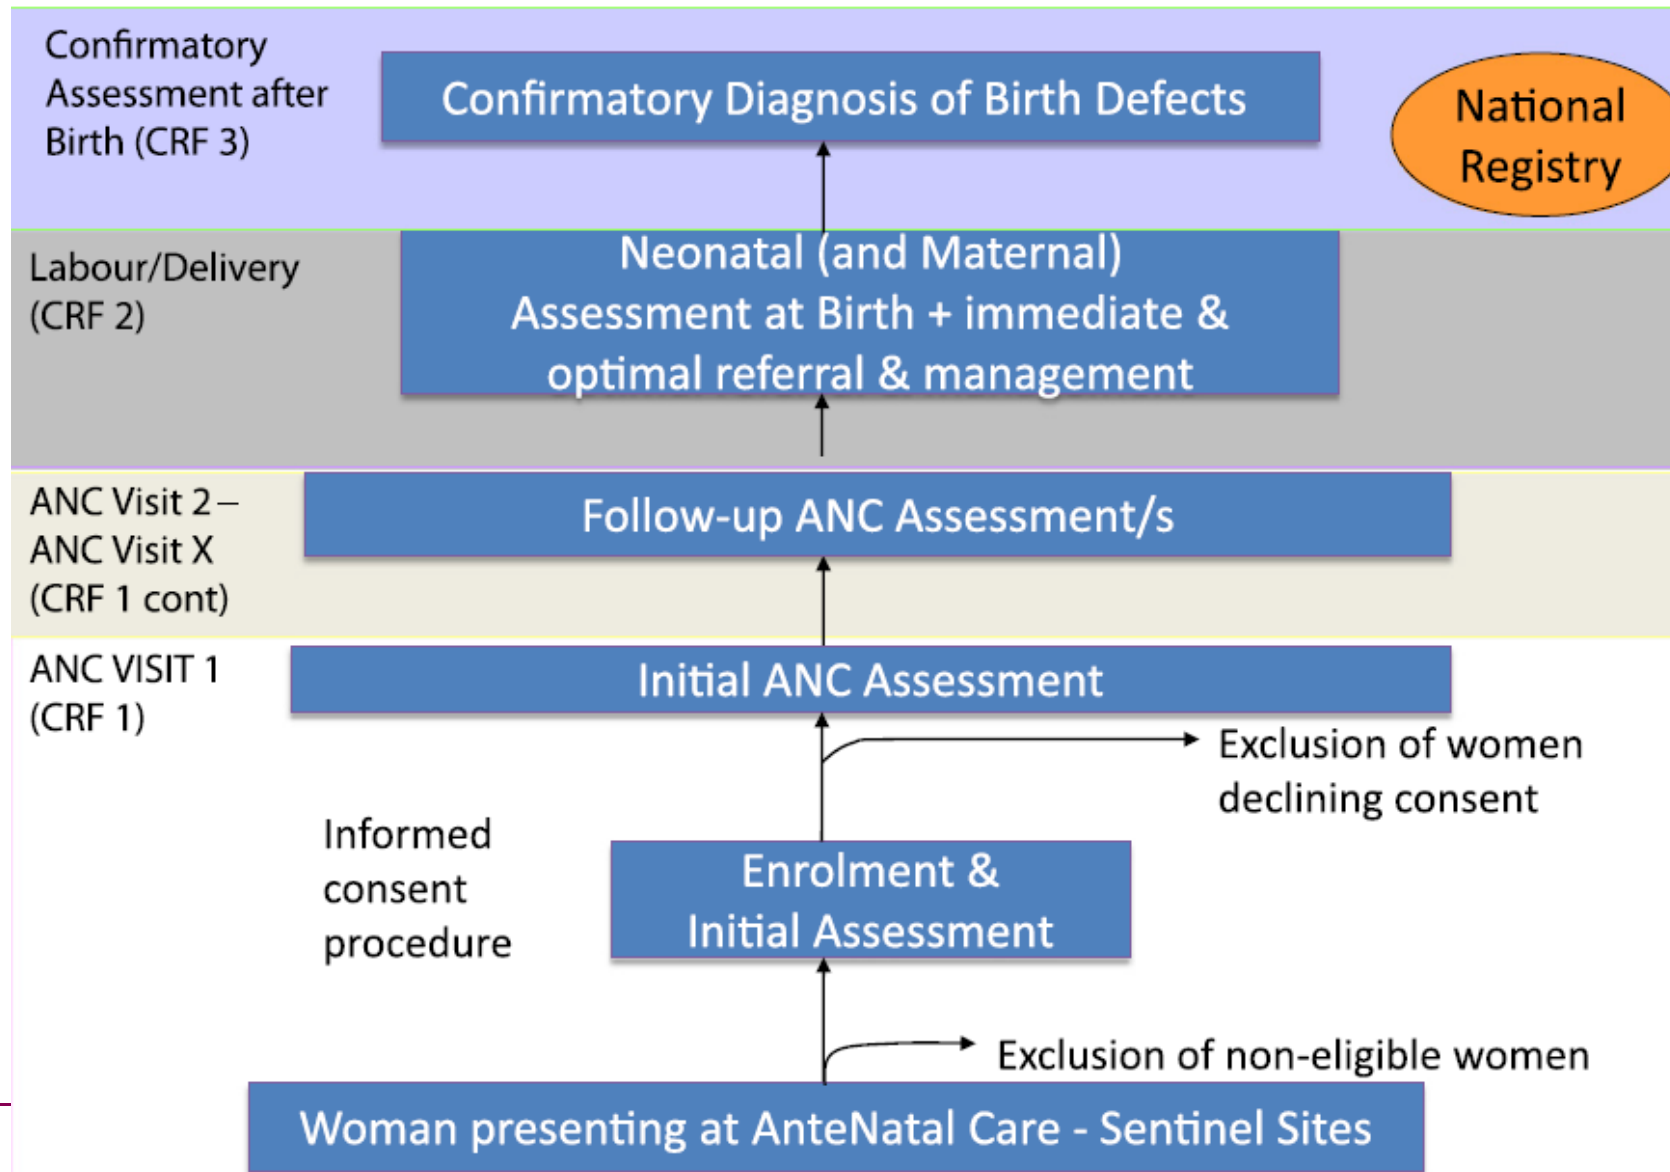 Confirmatory
Assessment after
Birth (CRF 3)
Confirmatory Diagnosis of Birth Defects
National
Registry
Labour/Delivery
(CRF 2)
Neonatal (and Maternal)
Assessment at Birth + immediate &
optimal referral & management
ANC Visit 2 –
ANC Visit X
(CRF 1 cont)
Follow-up ANC Assessment/s
ANC VISIT 1
(CRF 1)
Initial ANC Assessment
Exclusion of women
declining consent
Informed
consent
procedure
Enrolment &
Initial Assessment
Exclusion of non-eligible women
Woman presenting at AnteNatal Care - Sentinel Sites